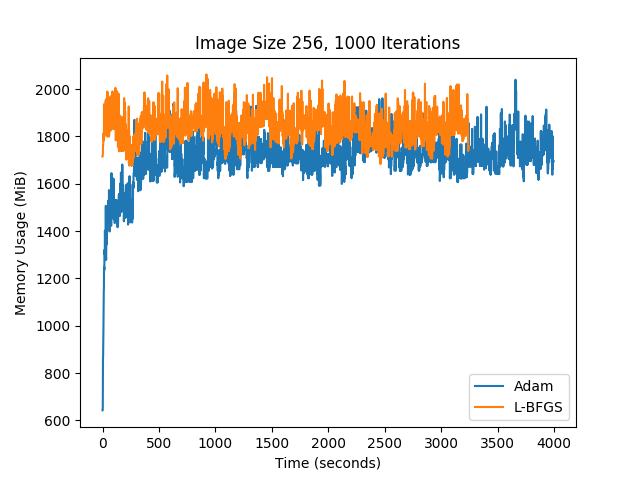 Image Size 256, 1000 Iterations
Memory Usage (MiB)
2000
1800
1600
1400
1200
1000
800
600
Adam
L-BFGS
0 500 1000 1500 2000 2500 3000 3500 4000
Time (seconds)